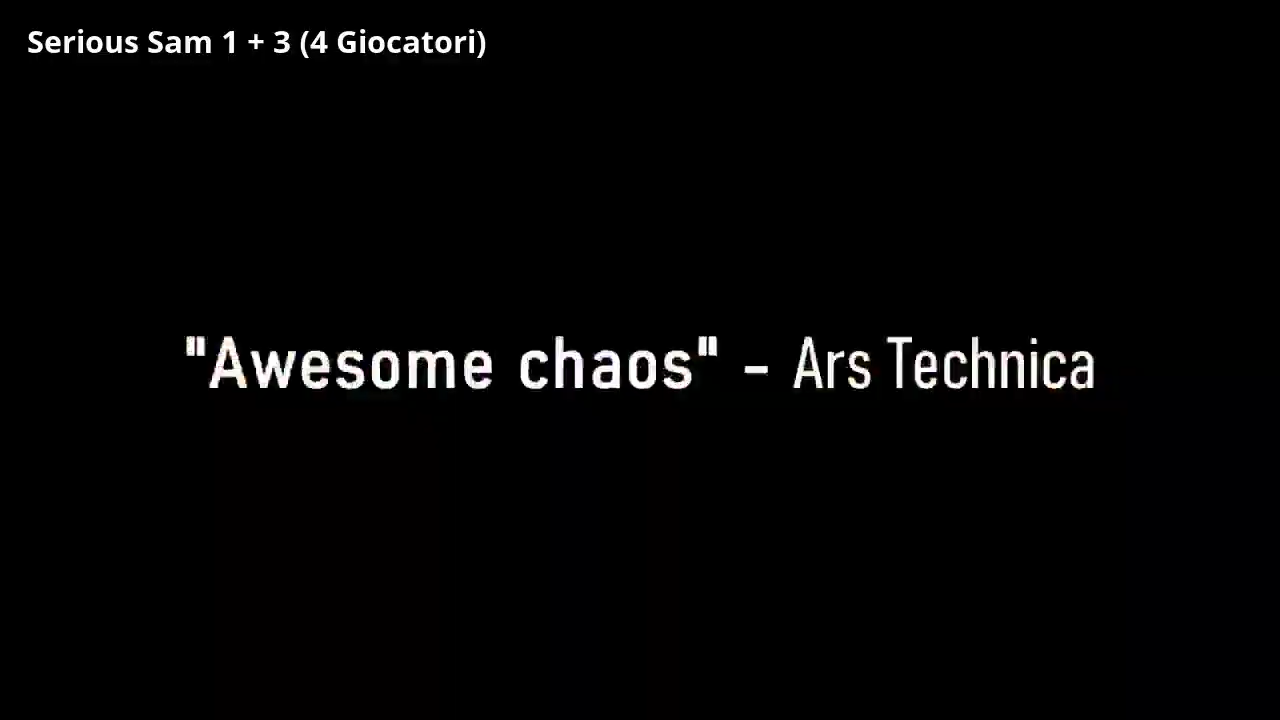 Serious Sam 1 + 3 (4 Giocatori)
"Awesome chaos" - Ars Technica